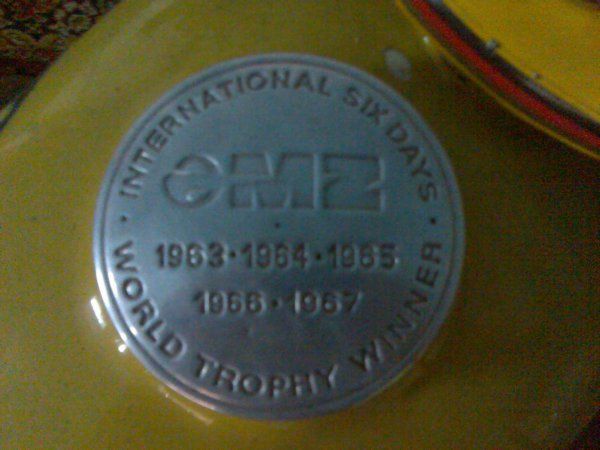 INTERNATIONAL SIX DAYS
MZ
1963·1964·1965
1966·1967
WORLD TROPHY WINNER